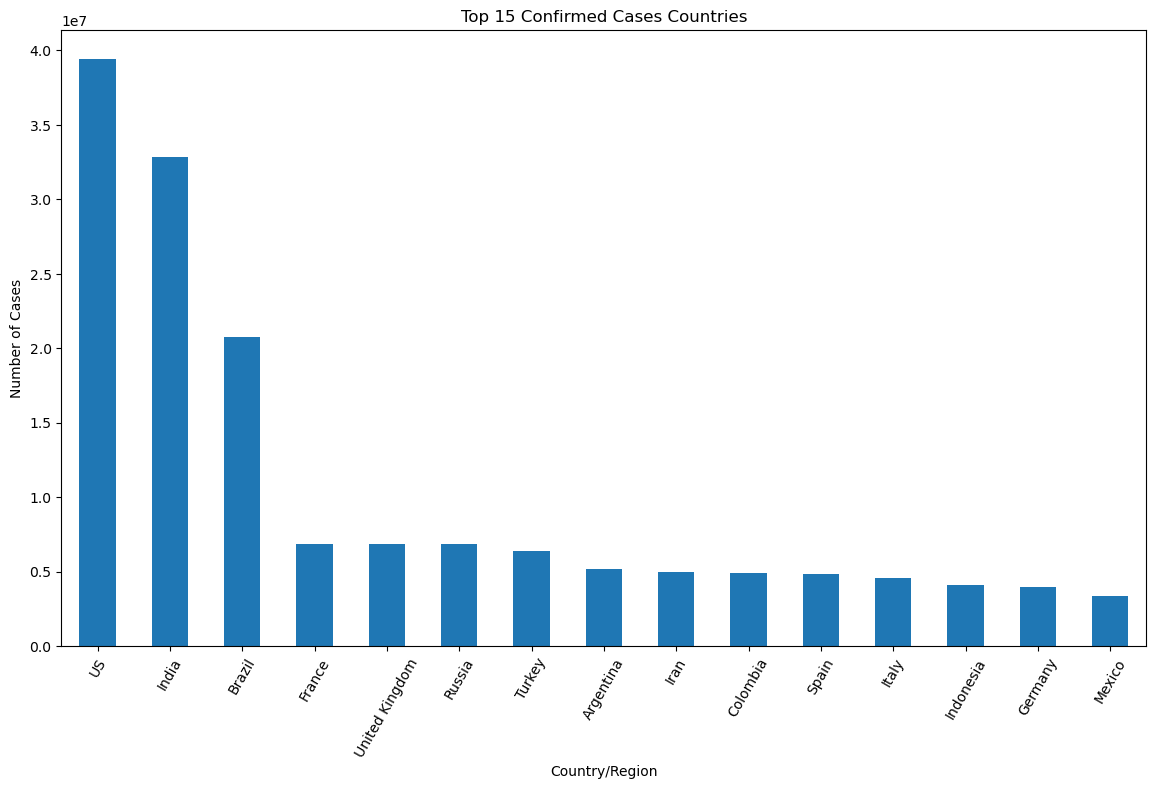 Top 15 Confirmed Cases Countries
1e7
4.0
3.5
3.0
2.5
2.0
1.5
1.0
0.5
0.0
Number of Cases
US
India
Brazil
France
United Kingdom
Russia
Turkey
Argentina
Iran
Colombia
Spain
Italy
Indonesia
Germany
Mexico
Country/Region